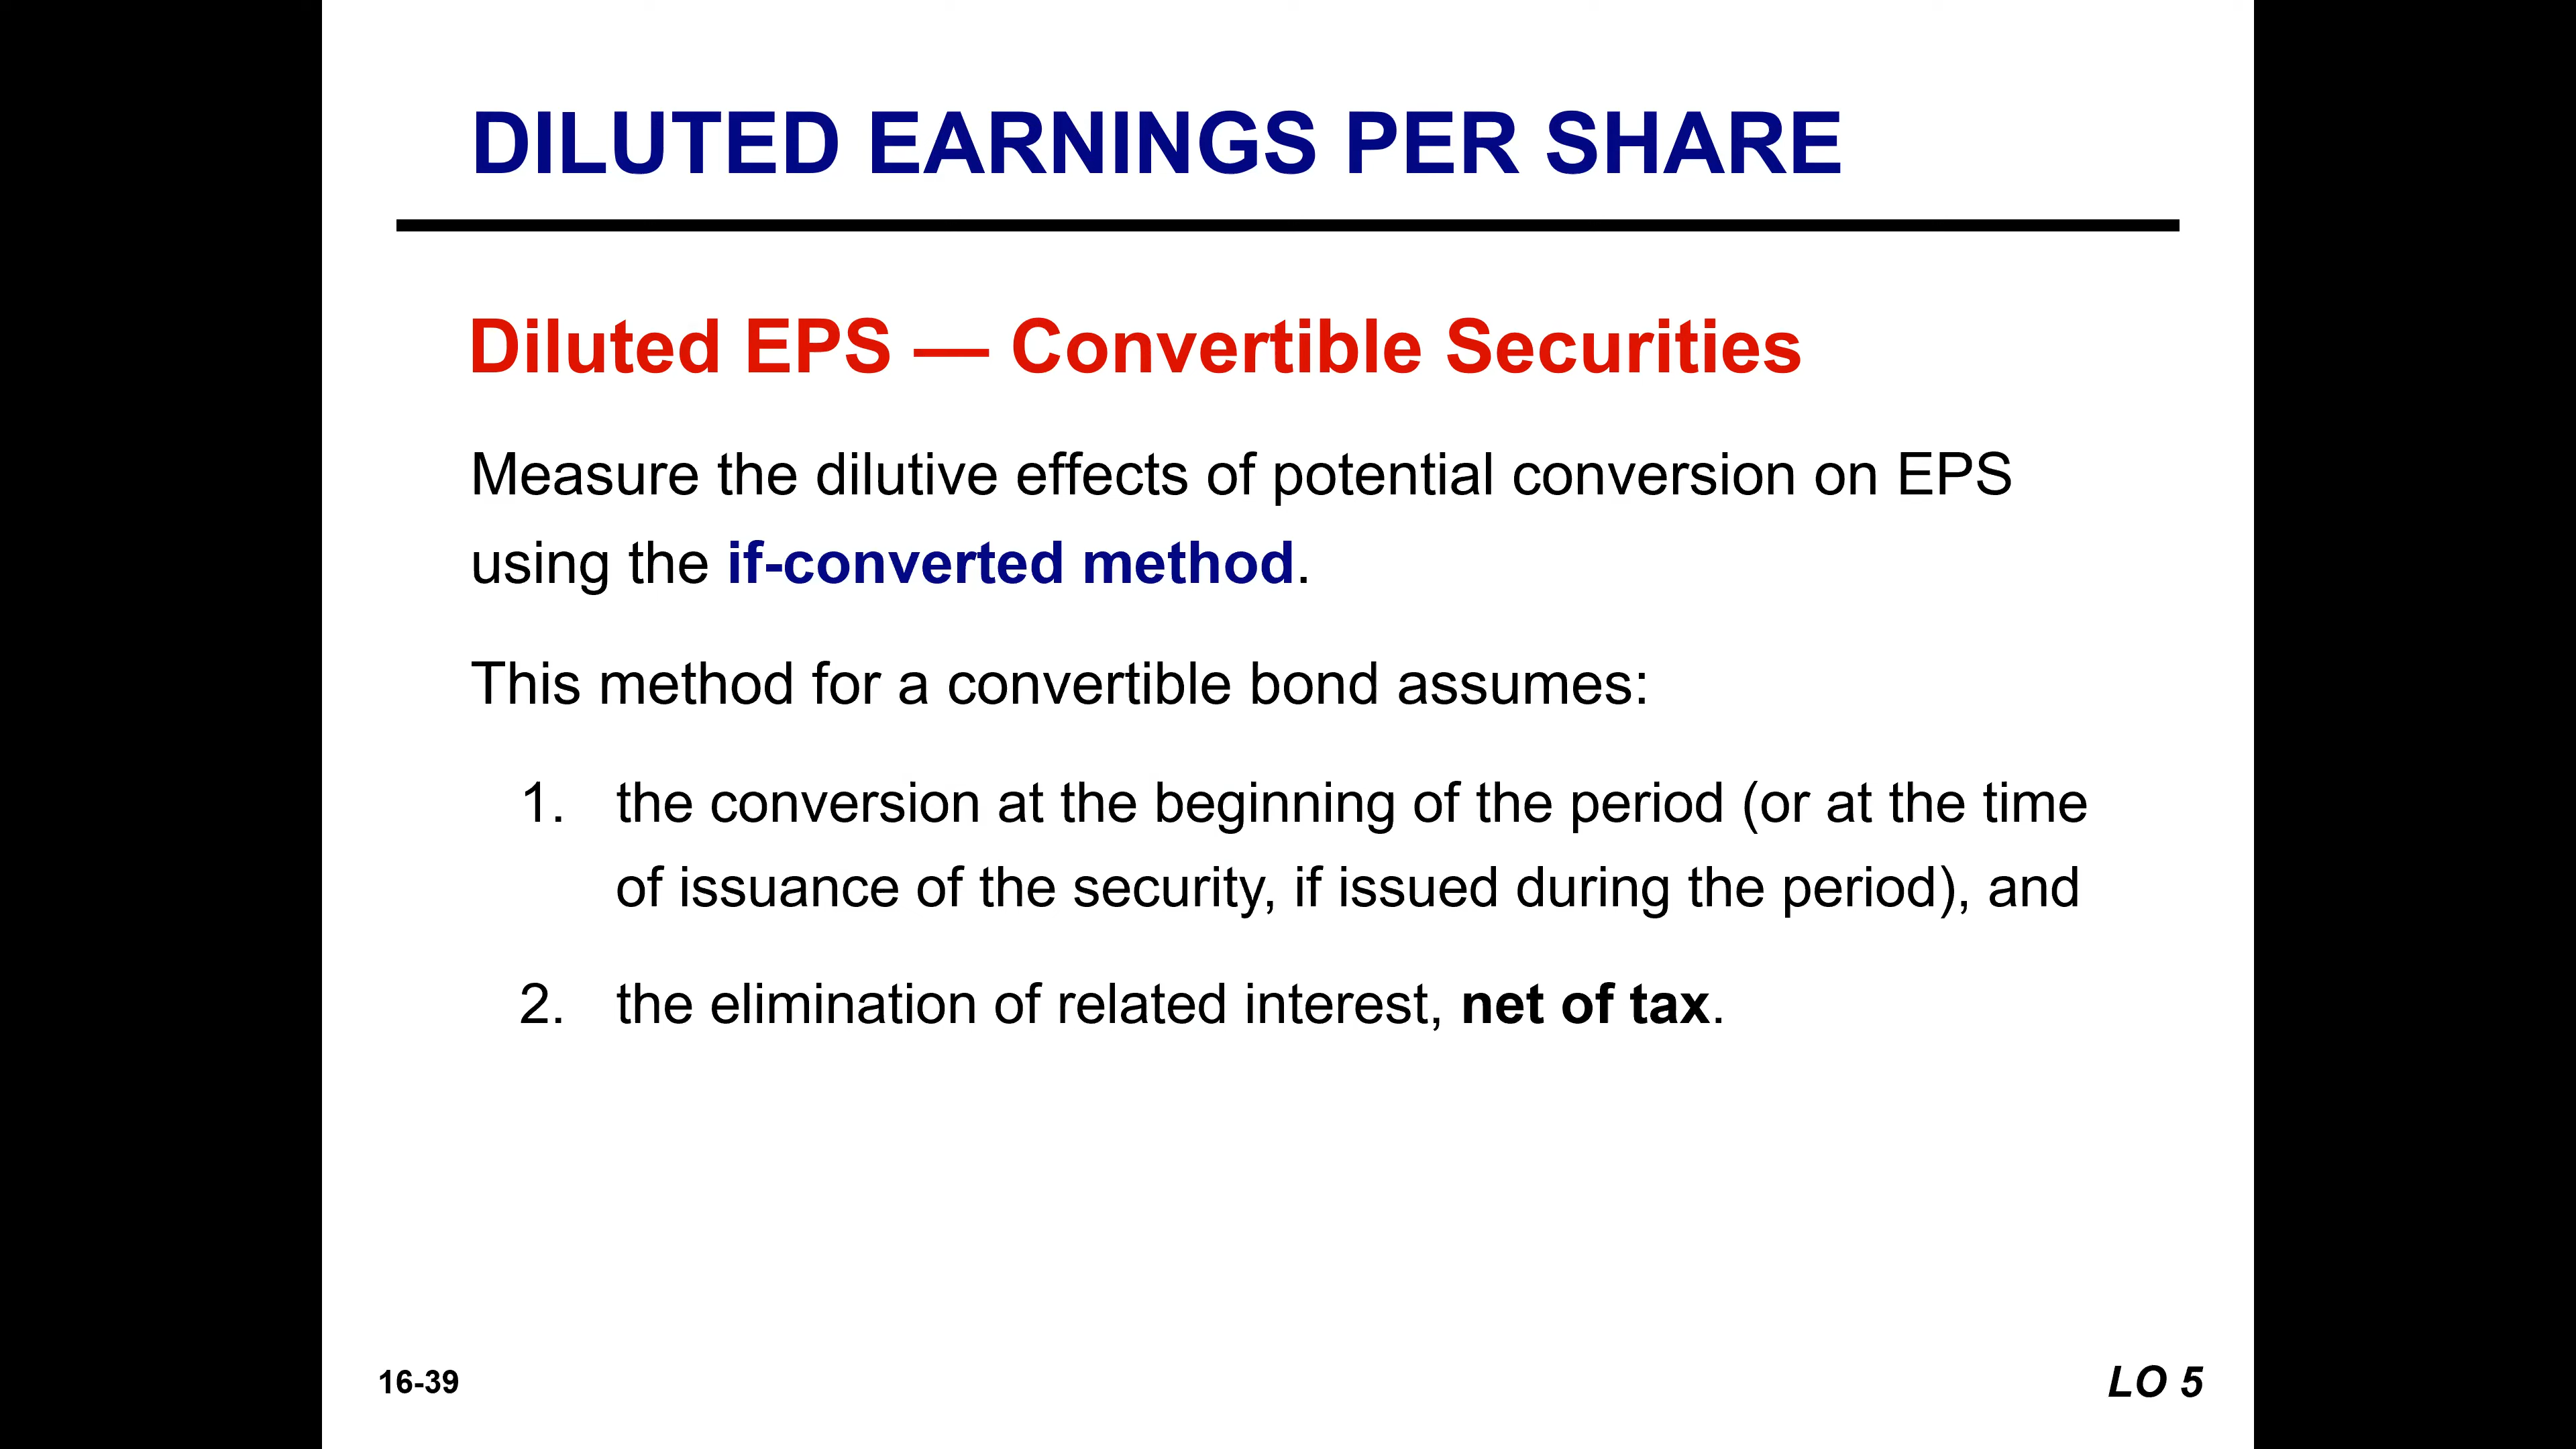 DILUTED EARNINGS PER SHARE
Diluted EPS — Convertible Securities
Measure the dilutive effects of potential conversion on EPS
using the if-converted method.
This method for a convertible bond assumes:
1. the conversion at the beginning of the period (or at the time
of issuance of the security, if issued during the period), and
2. the elimination of related interest, net of tax.
16-39
LO 5